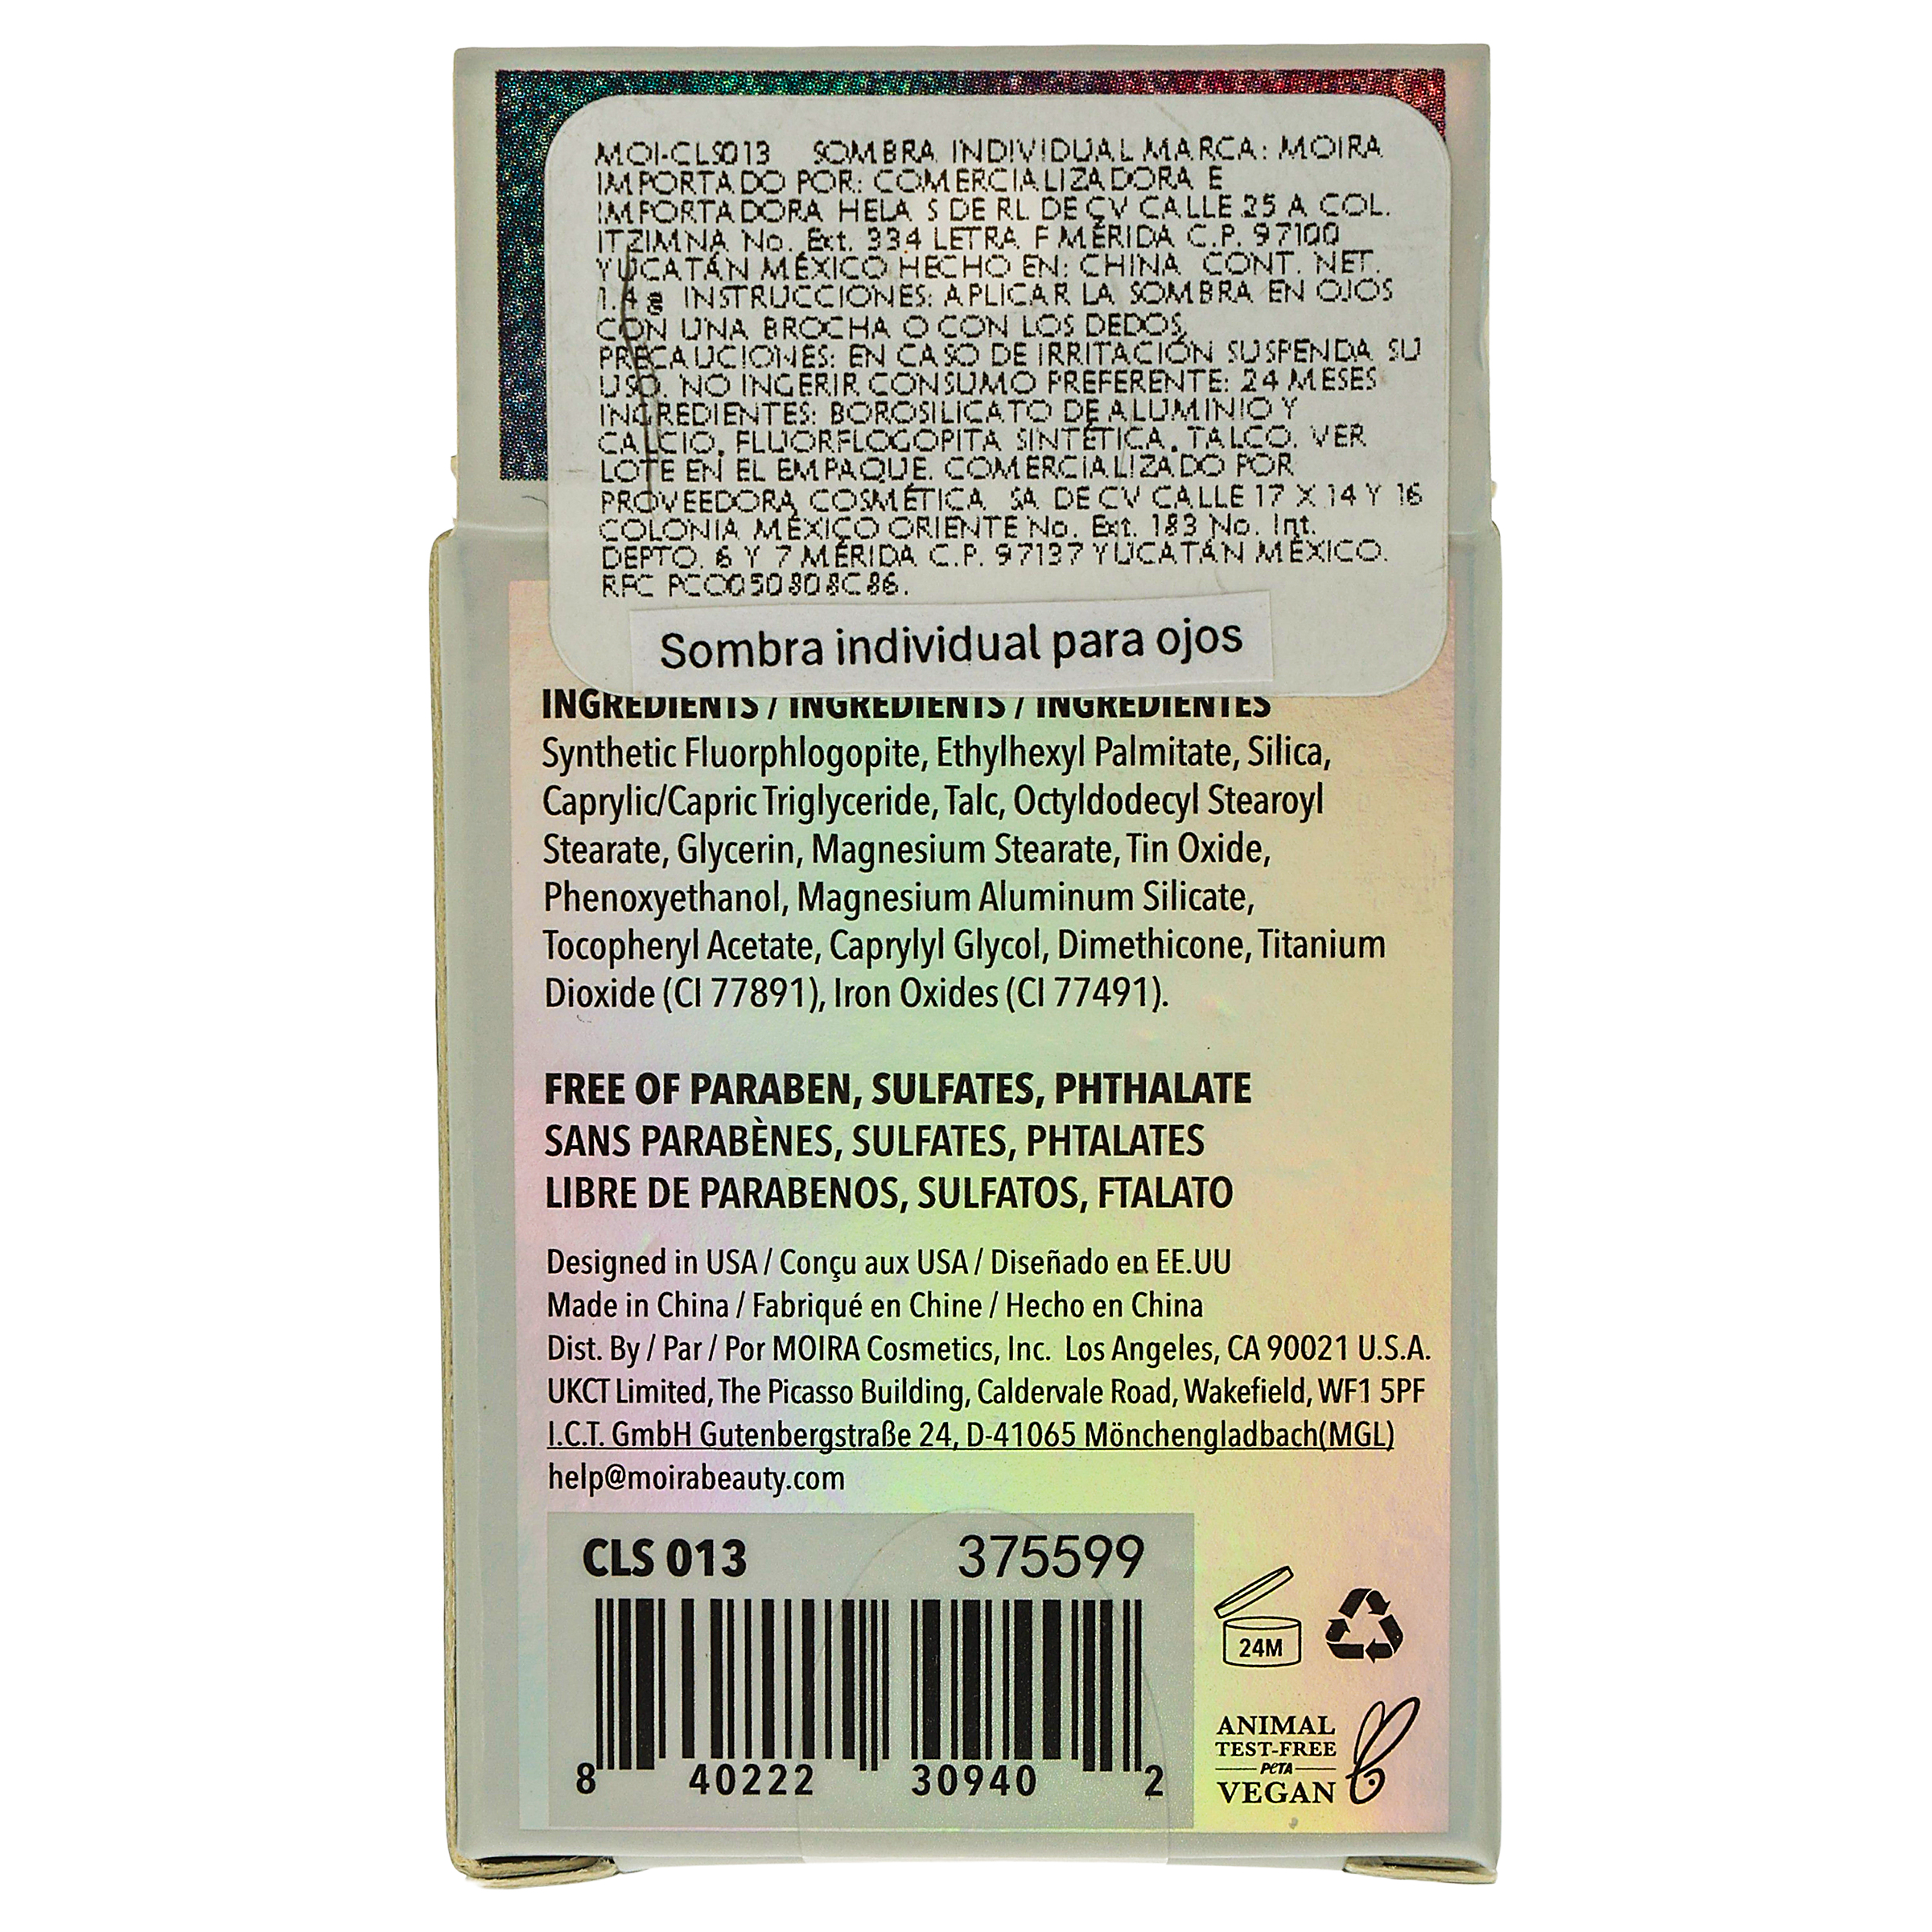 MOI-CLS013 SOMBRA INDIVIDUAL MARCA: MOIRA
IMPORTADO POR: COMERCIALIZADORA E
IMPORTADORA HELA S DE RL DE CV CALLE 25 A COL.
ITZIMNA No. Ext. 334 LETRA F MÉRIDA C.P. 97100
YUCATÁN MÉXICO HECHO EN: CHINA CONT. NET.
1.4 g INSTRUCCIONES: APLICAR LA SOMBRA EN OJOS
CON UNA BROCHA O CON LOS DEDOS.
PRECAUCIONES: EN CASO DE IRRITACIÓN SUSPENDA SU
USO. NO INGERIR CONSUMO PREFERENTE: 24 MESES
INGREDIENTES: BOROSILICATO DE ALUMINIO Y
CALCIO, FLUORFLOGOPITA SINTÉTICA, TALCO. VER
LOTE EN EL EMPAQUE. COMERCIALIZADO POR
PROVEEDORA COSMÉTICA SA DE CV CALLE 17 X 14 Y 16
COLONIA MÉXICO ORIENTE No. Ext. 183 No. Int.
DEPTO. 6 Y 7 MÉRIDA C.P. 97137 YUCATÁN MÉXICO.
RFC PCO050808C86.
Sombra individual para ojos
INGREDIENTS / INGREDIENTS / INGREDIENTES
Synthetic Fluorphlogopite, Ethylhexyl Palmitate, Silica,
Caprylic/Capric Triglyceride, Talc, Octyldodecyl Stearoyl
Stearate, Glycerin, Magnesium Stearate, Tin Oxide,
Phenoxyethanol, Magnesium Aluminum Silicate,
Tocopheryl Acetate, Caprylyl Glycol, Dimethicone, Titanium
Dioxide (CI 77891), Iron Oxides (CI 77491).
FREE OF PARABEN, SULFATES, PHTHALATE
SANS PARABÈNES, SULFATES, PHTALATES
LIBRE DE PARABENOS, SULFATOS, FTALATO
Designed in USA / Conçu aux USA / Diseñado en EE.UU
Made in China / Fabriqué en Chine / Hecho en China
Dist. By / Par / Por MOIRA Cosmetics, Inc. Los Angeles, CA 90021 U.S.A.
UKCT Limited, The Picasso Building, Caldervale Road, Wakefield, WF1 5PF
I.C.T. GmbH Gutenbergstraße 24, D-41065 Mönchengladbach(MGL)
help@moirabeauty.com
CLS 013 375599
8 40222 30940 2
24M
ANIMAL
TEST-FREE
PETA
VEGAN